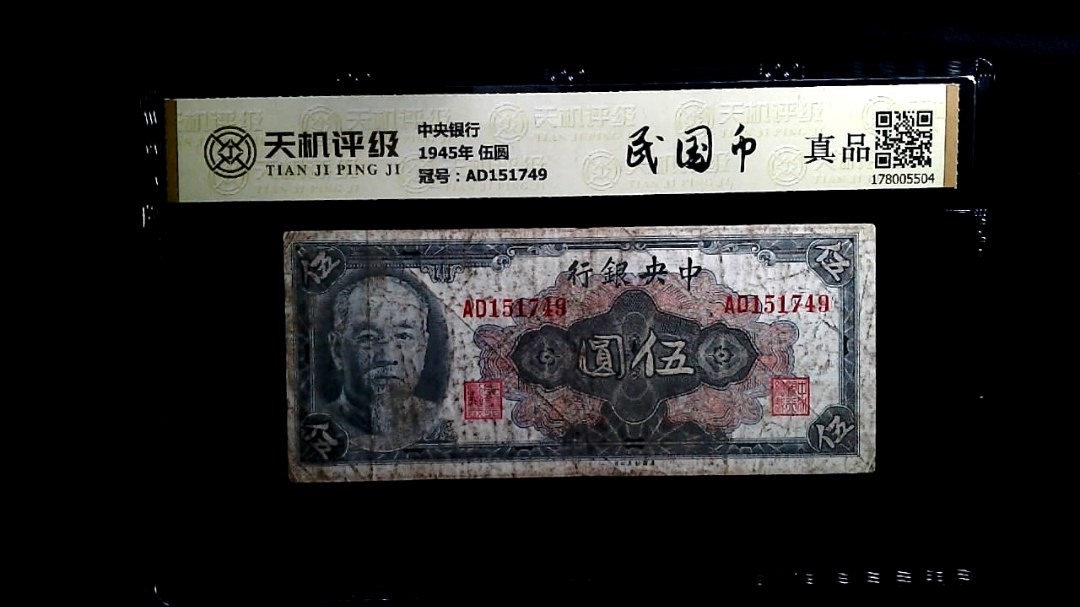 天机评级
TIAN JI PING JI
中央银行
1945年 伍圆
冠号：AD151749
民国币
真品
178005504
伍
伍
行銀央中
AD151749
AD151749
圓伍
伍
伍